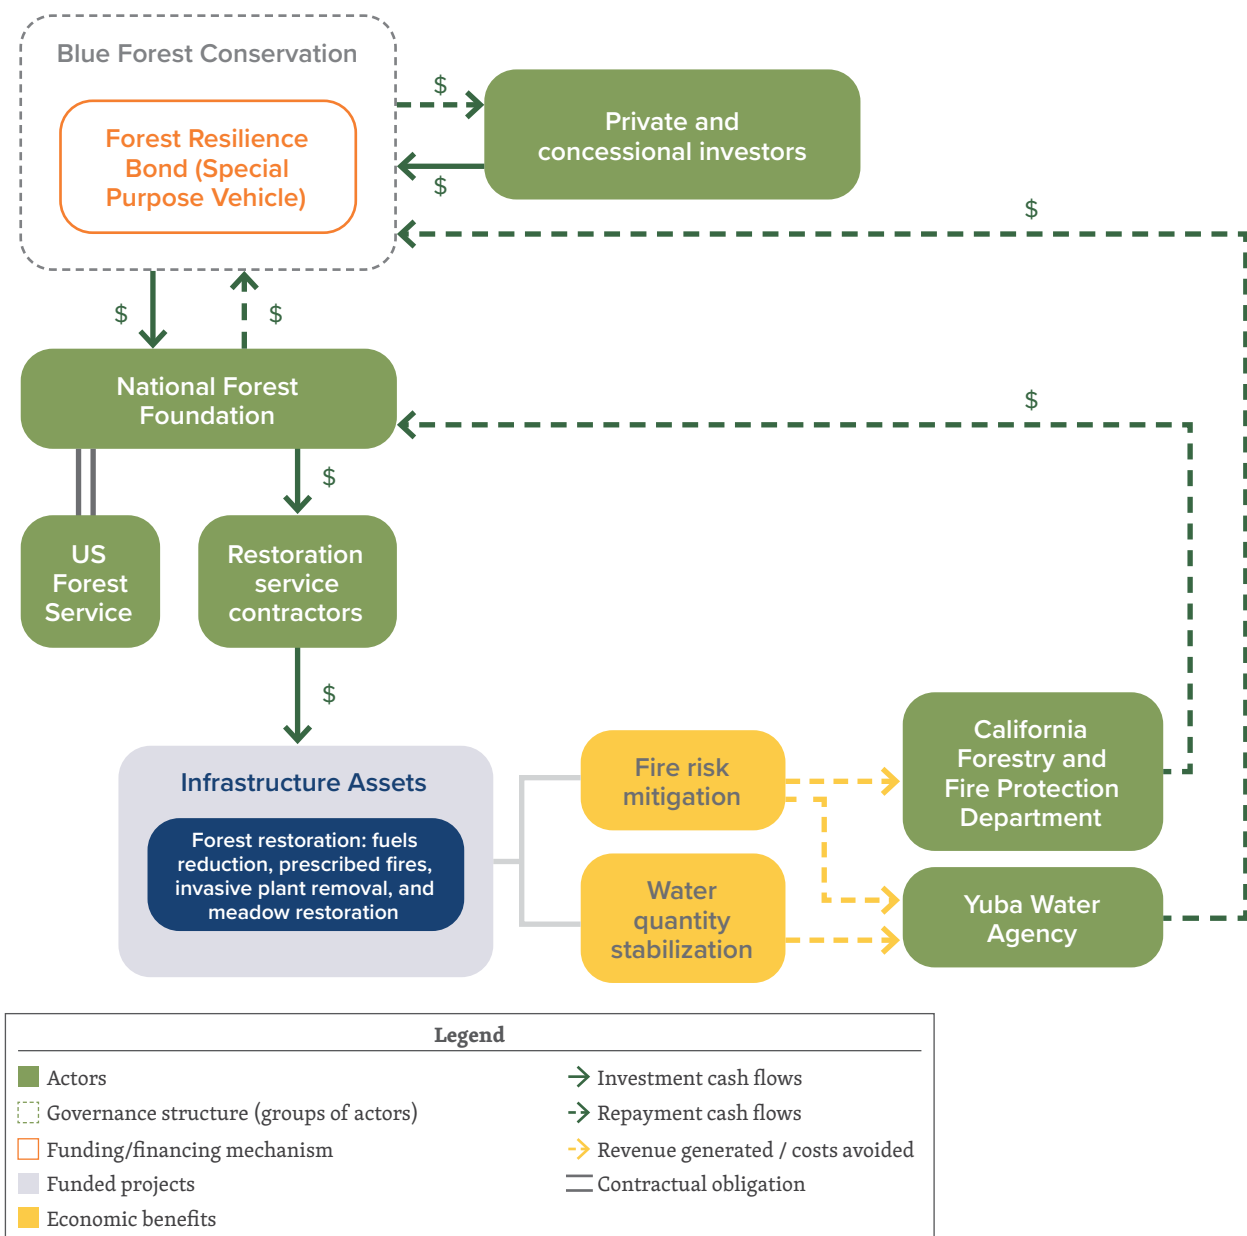 Blue Forest Conservation
Forest Resilience
Bond (Special
Purpose Vehicle)
$
$
Private and
concessional investors
$
$
$
National Forest
Foundation
$
$
US
Forest
Service
Restoration
service
contractors
$
Infrastructure Assets
Forest restoration: fuels
reduction, prescribed fires,
invasive plant removal, and
meadow restoration
Fire risk
mitigation
Water
quantity
stabilization
California
Forestry and
Fire Protection
Department
Yuba Water
Agency
Legend
Actors
Governance structure (groups of actors)
Funding/financing mechanism
Funded projects
Economic benefits
Investment cash flows
Repayment cash flows
Revenue generated / costs avoided
Contractual obligation